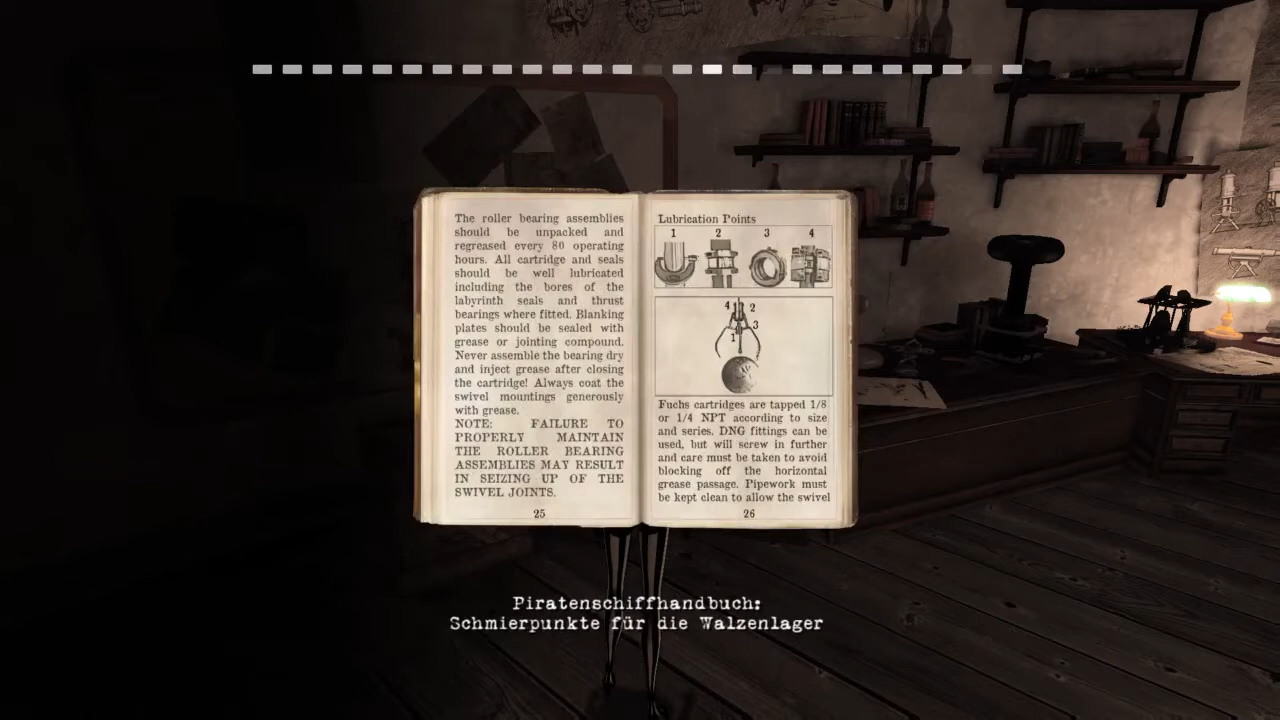 The roller bearing assemblies
should be unpacked and
regreased every 80 operating
hours. All cartridge and seals
should be well lubricated
including the bores of the
labyrinth seals and thrust
bearings where fitted. Blanking
plates should be sealed with
grease or jointing compound.
Never assemble the bearing dry
and inject grease after closing
the cartridge! Always coat the
swivel mountings generously
with grease.
NOTE: FAILURE TO
PROPERLY MAINTAIN
THE ROLLER BEARING
ASSEMBLIES MAY RESULT
IN SEIZING UP OF THE
SWIVEL JOINTS.
25
Lubrication Points
1 2 3 4
4 2
3
1
Fuchs cartridges are tapped 1/8
or 1/4 NPT according to size
and series. DNG fittings can be
used, but will screw in further
and care must be taken to avoid
blocking off the horizontal
grease passage. Pipework must
be kept clean to allow the swivel
26
Piratenschiffhandbuch:
Schmierpunkte für die Walzenlager